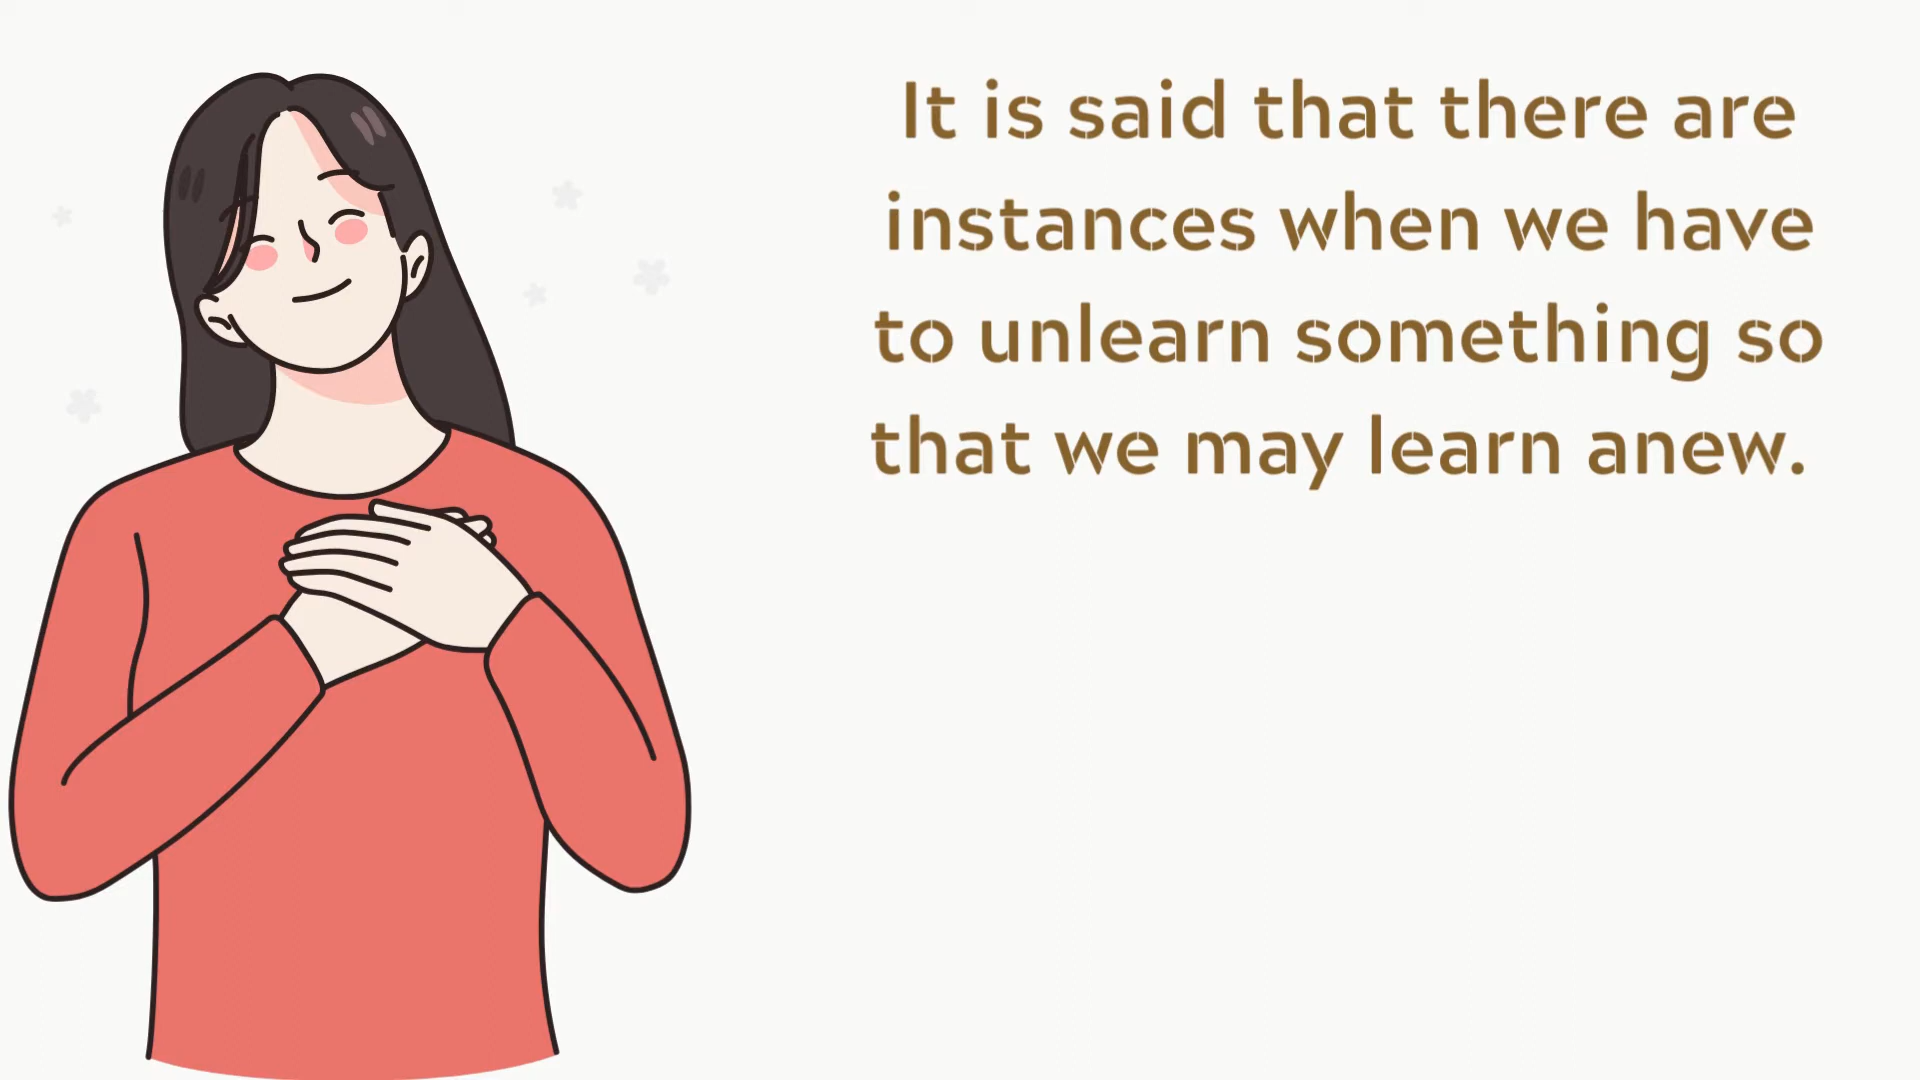 It is said that there are
instances when we have
to unlearn something so
that we may learn anew.